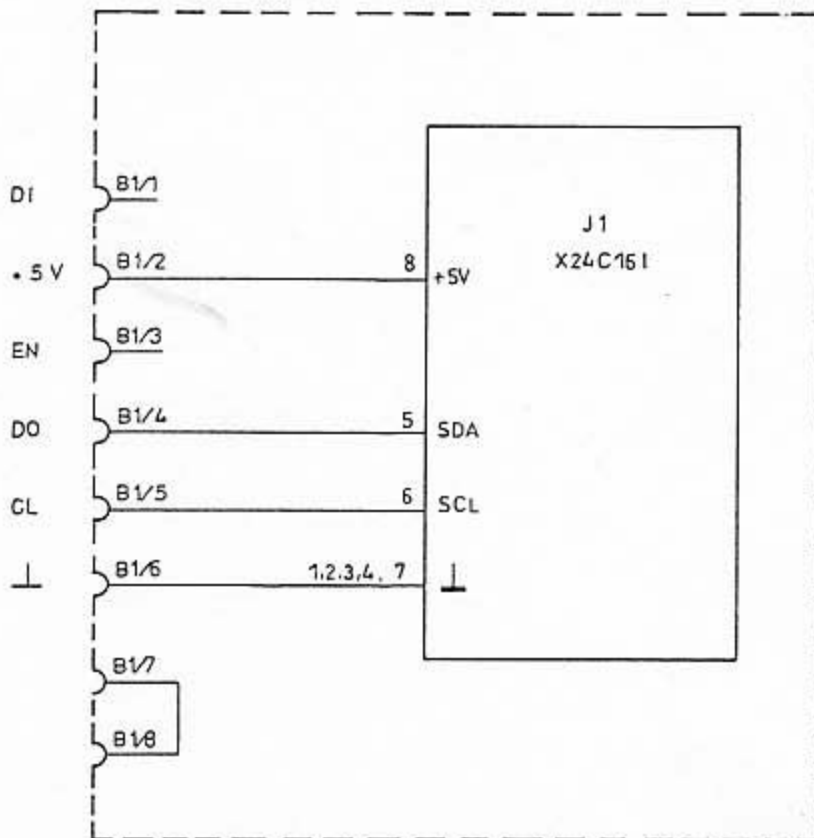 DI B1/1
J1
X24C16I
+5V B1/2 8 +5V
EN B1/3
DO B1/4 5 SDA
CL B1/5 6 SCL
⊥ B1/6 1,2,3,4,7 ⊥
B1/7
B1/8